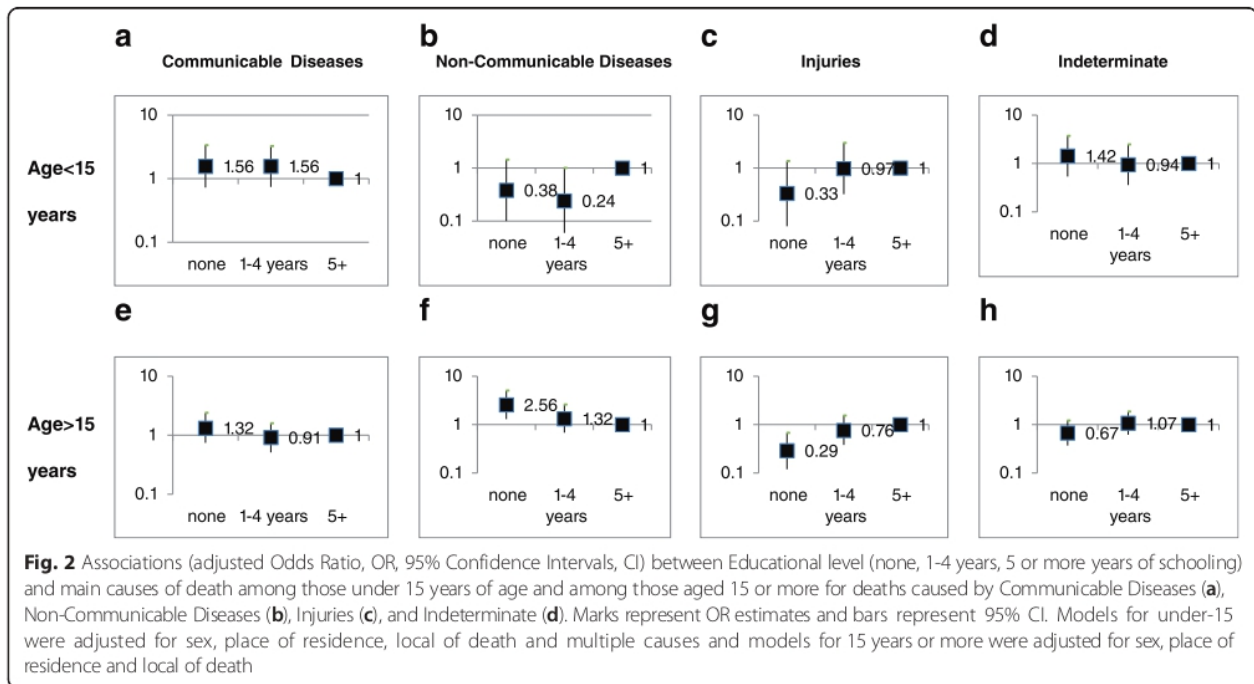 a b c d
Communicable Diseases Non-Communicable Diseases Injuries Indeterminate
Age<15
years
10
1
0.1
1.56 1.56 1
none 1-4 years 5+
10
1
0.1
0.38 0.24 1
none 1-4 5+
years
10
1
0.1
0.33 0.97 1
none 1-4 5+
years
10
1
0.1
1.42 0.94 1
none 1-4 5+
years
e f g h
Age>15
years
10
1
0.1
1.32 0.91 1
none 1-4 years 5+
10
1
0.1
2.56 1.32 1
none 1-4 5+
years
10
1
0.1
0.29 0.76 1
none 1-4 5+
years
10
1
0.1
0.67 1.07 1
none 1-4 5+
years
Fig. 2 Associations (adjusted Odds Ratio, OR, 95% Confidence Intervals, CI) between Educational level (none, 1-4 years, 5 or more years of schooling)
and main causes of death among those under 15 years of age and among those aged 15 or more for deaths caused by Communicable Diseases (a),
Non-Communicable Diseases (b), Injuries (c), and Indeterminate (d). Marks represent OR estimates and bars represent 95% CI. Models for under-15
were adjusted for sex, place of residence, local of death and multiple causes and models for 15 years or more were adjusted for sex, place of
residence and local of death